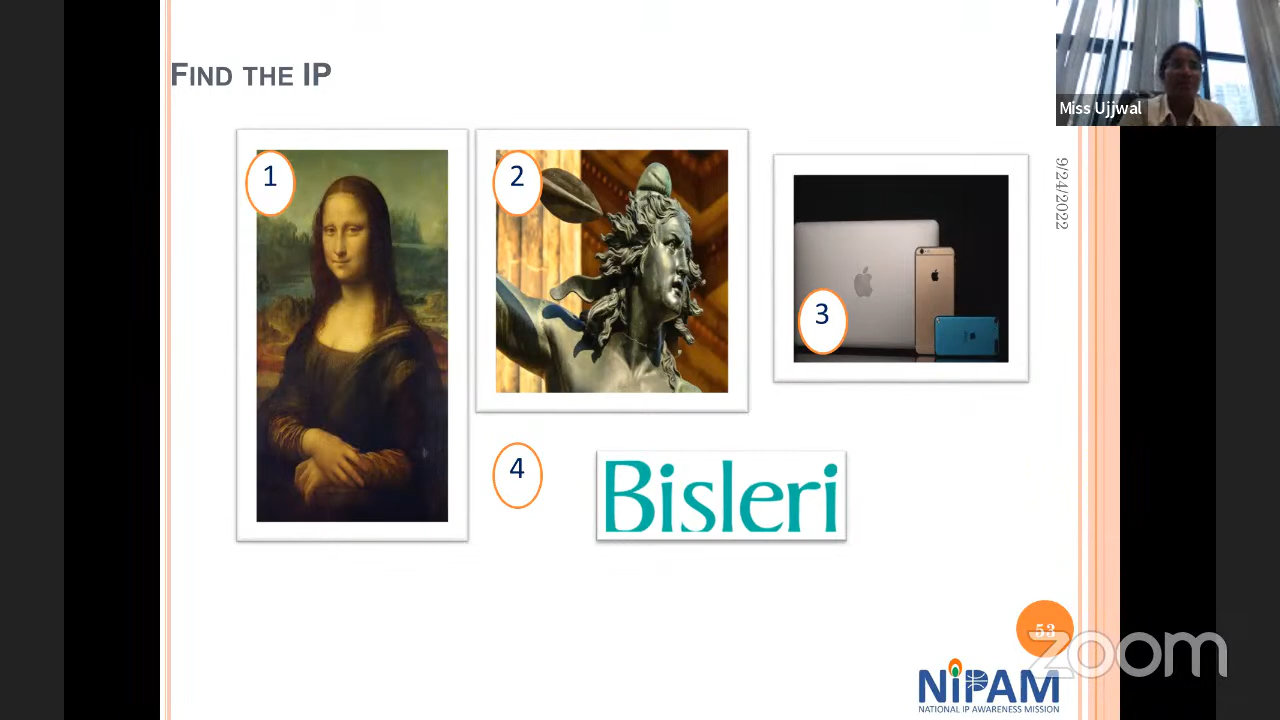 FIND THE IP
Miss Ujjwal
9/24/2022
1
2
3
4
Bisleri
53
zoom
NiPAM
NATIONAL IP AWARENESS MISSION